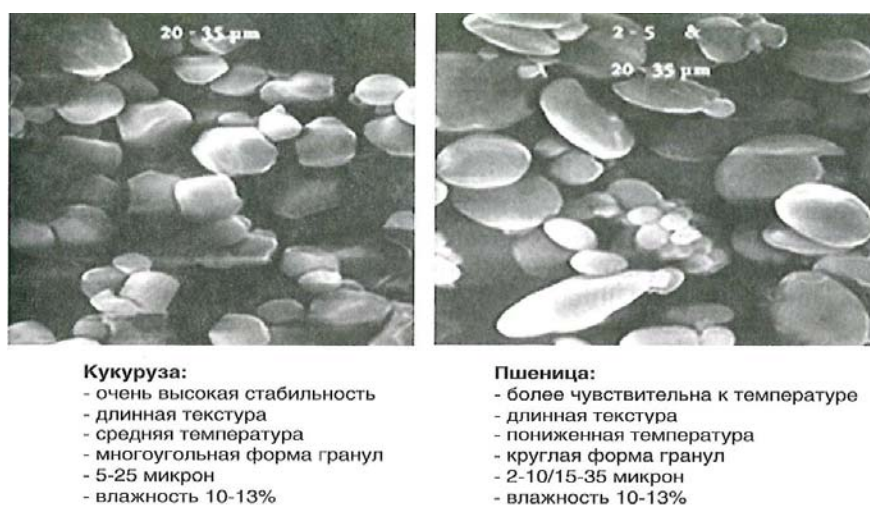 20 - 35 µm
2 - 5 &
20 - 35 µm
Кукуруза:
- очень высокая стабильность
- длинная текстура
- средняя температура
- многоугольная форма гранул
- 5-25 микрон
- влажность 10-13%
Пшеница:
- более чувствительна к температуре
- длинная текстура
- пониженная температура
- круглая форма гранул
- 2-10/15-35 микрон
- влажность 10-13%